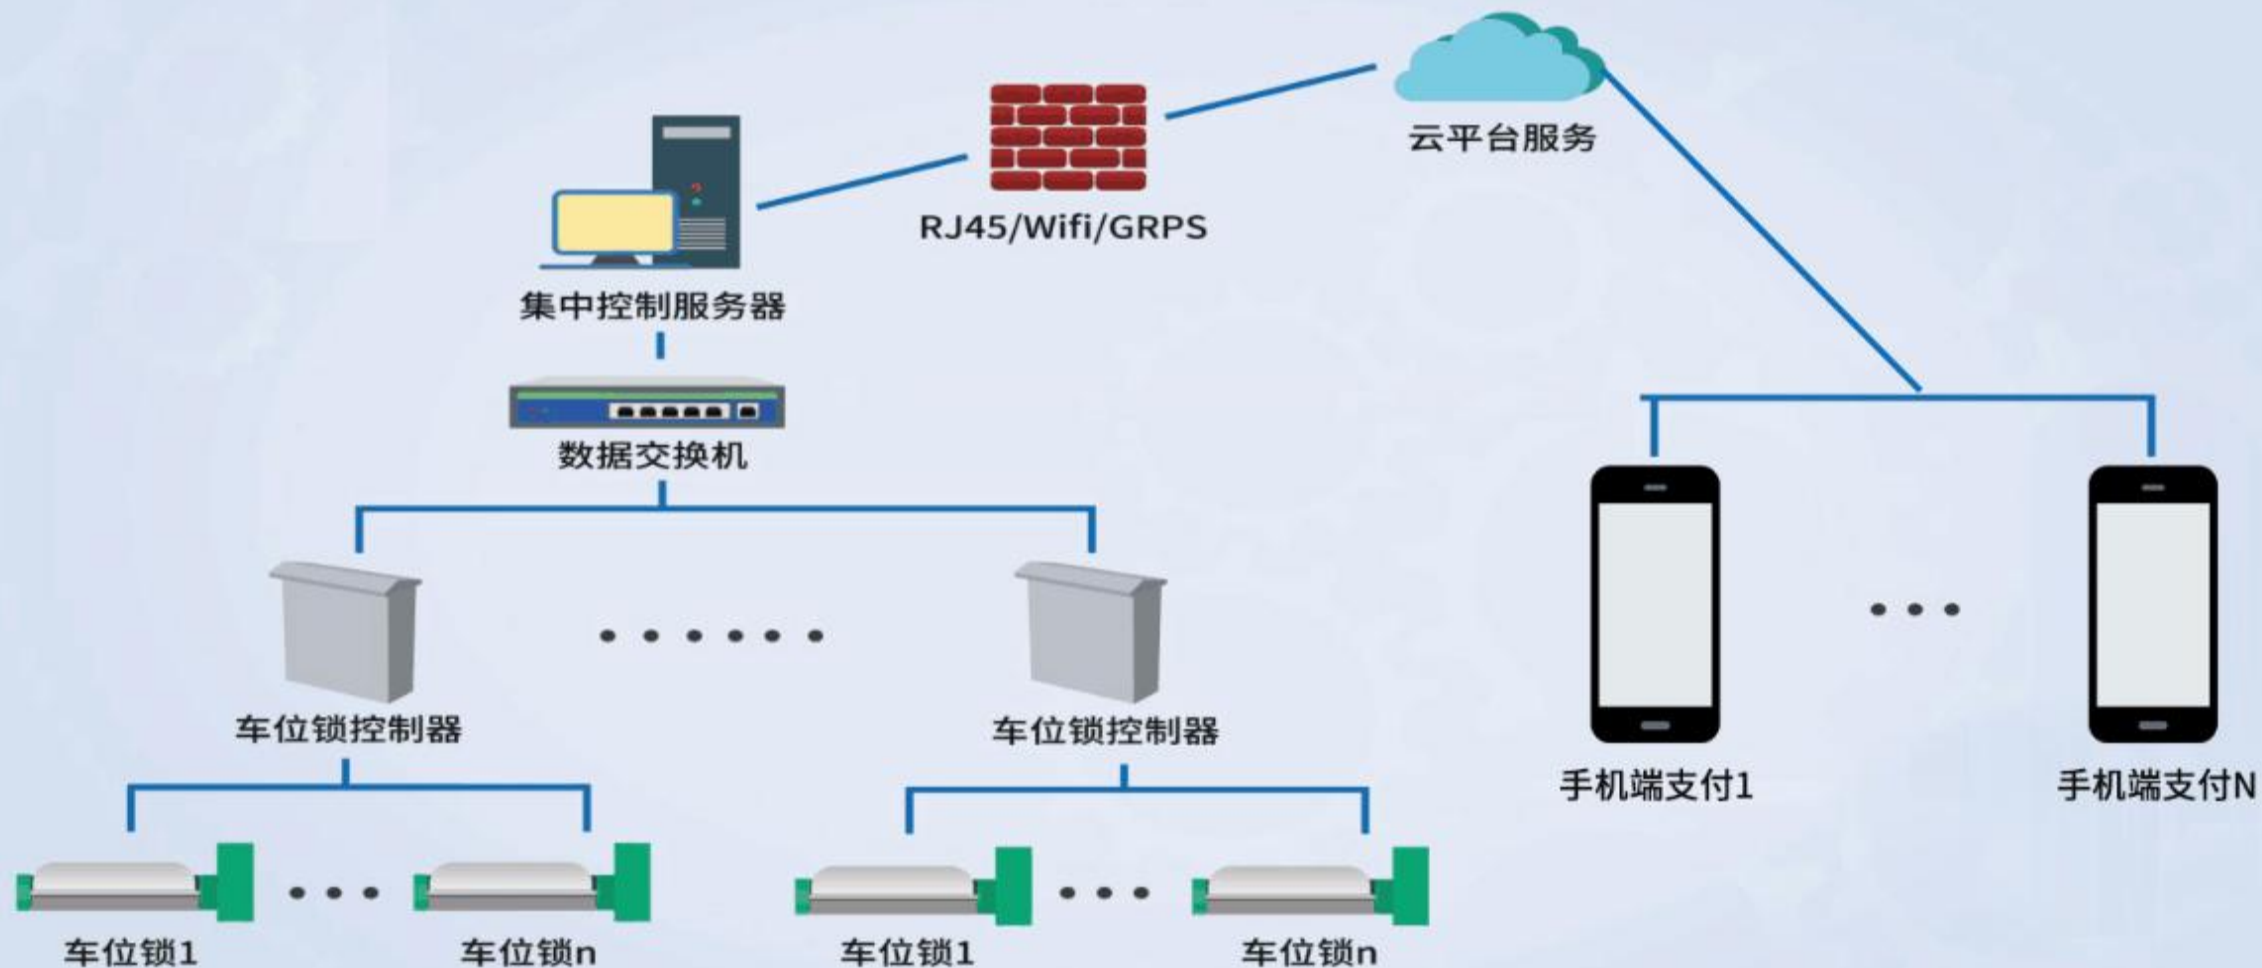 云平台服务
RJ45/Wifi/GRPS
集中控制服务器
数据交换机
车位锁控制器
车位锁控制器
手机端支付1
手机端支付N
车位锁1
车位锁n
车位锁1
车位锁n